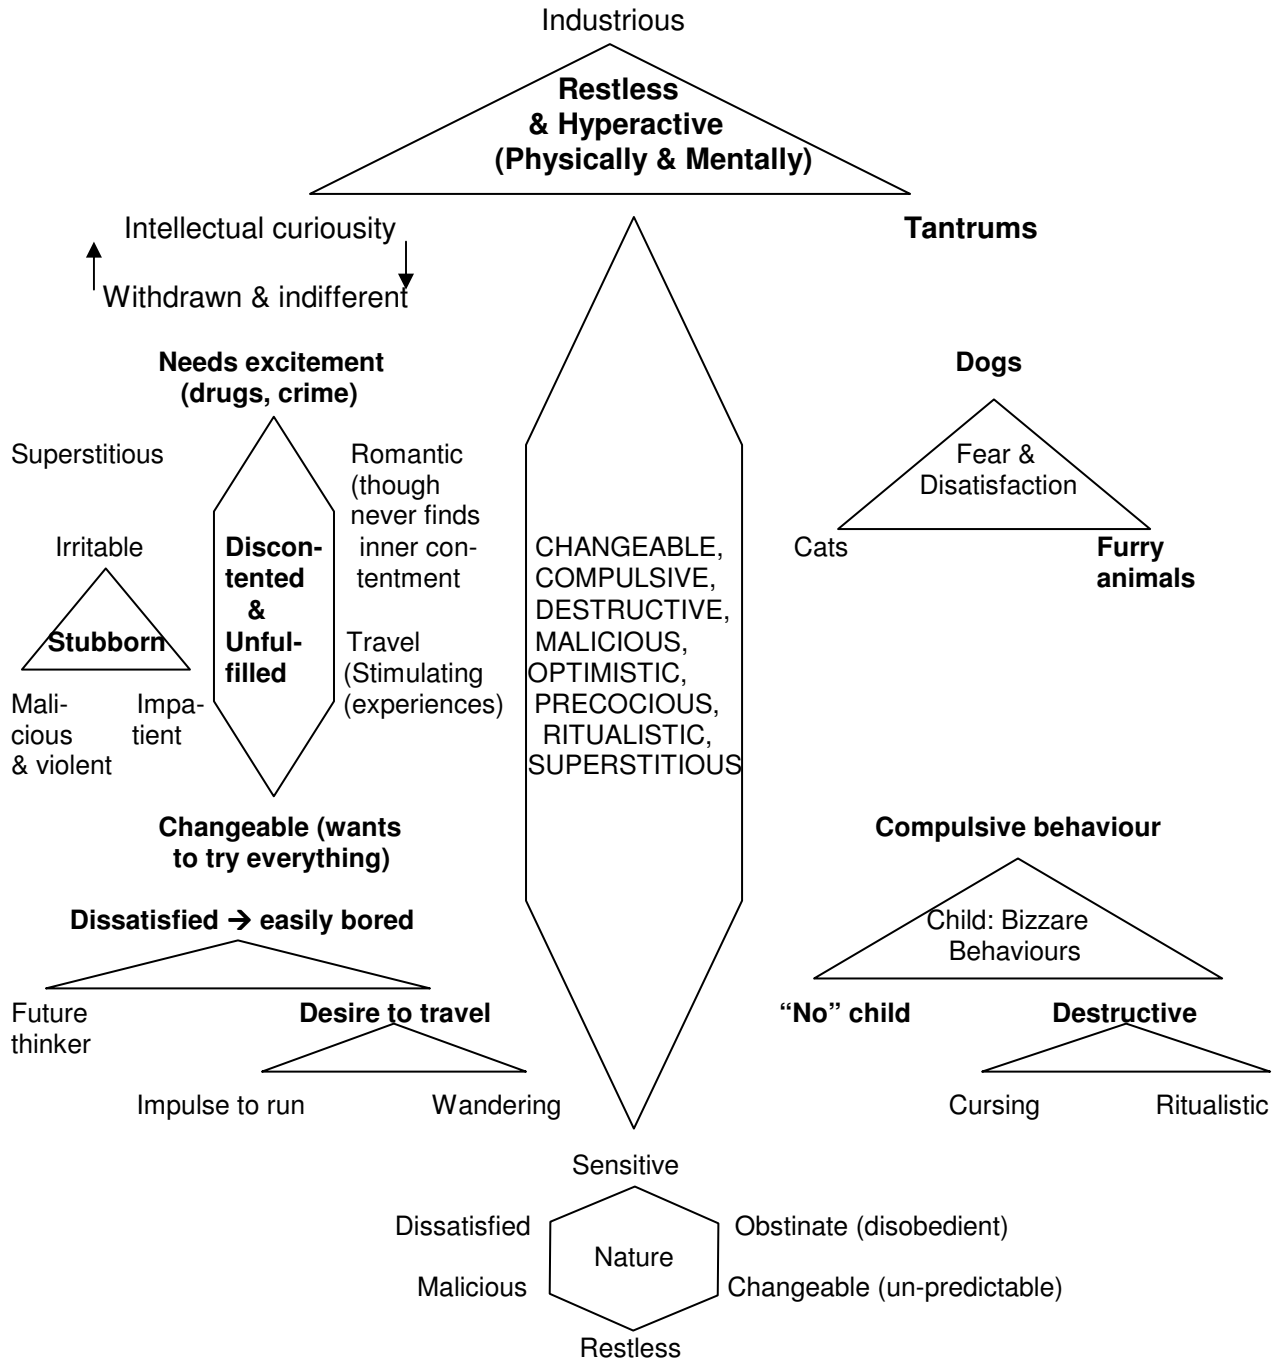 Industrious
Restless
& Hyperactive
(Physically & Mentally)
Intellectual curiousity
Tantrums
Withdrawn & indifferent
Needs excitement
(drugs, crime)
Dogs
Superstitious
Romantic
(though
never finds
inner con-
tentment
Fear &
Disatisfaction
Irritable
Discon-
tented
&
Unful-
filled
CHANGEABLE,
COMPULSIVE,
DESTRUCTIVE,
MALICIOUS,
OPTIMISTIC,
PRECOCIOUS,
RITUALISTIC,
SUPERSTITIOUS
Cats
Furry
animals
Stubborn
Travel
(Stimulating
(experiences)
Mali-
cious
& violent
Impa-
tient
Changeable (wants
to try everything)
Compulsive behaviour
Dissatisfied → easily bored
Child: Bizzare
Behaviours
Future
thinker
Desire to travel
“No” child
Destructive
Impulse to run
Wandering
Cursing
Ritualistic
Sensitive
Dissatisfied
Obstinate (disobedient)
Nature
Malicious
Changeable (un-predictable)
Restless